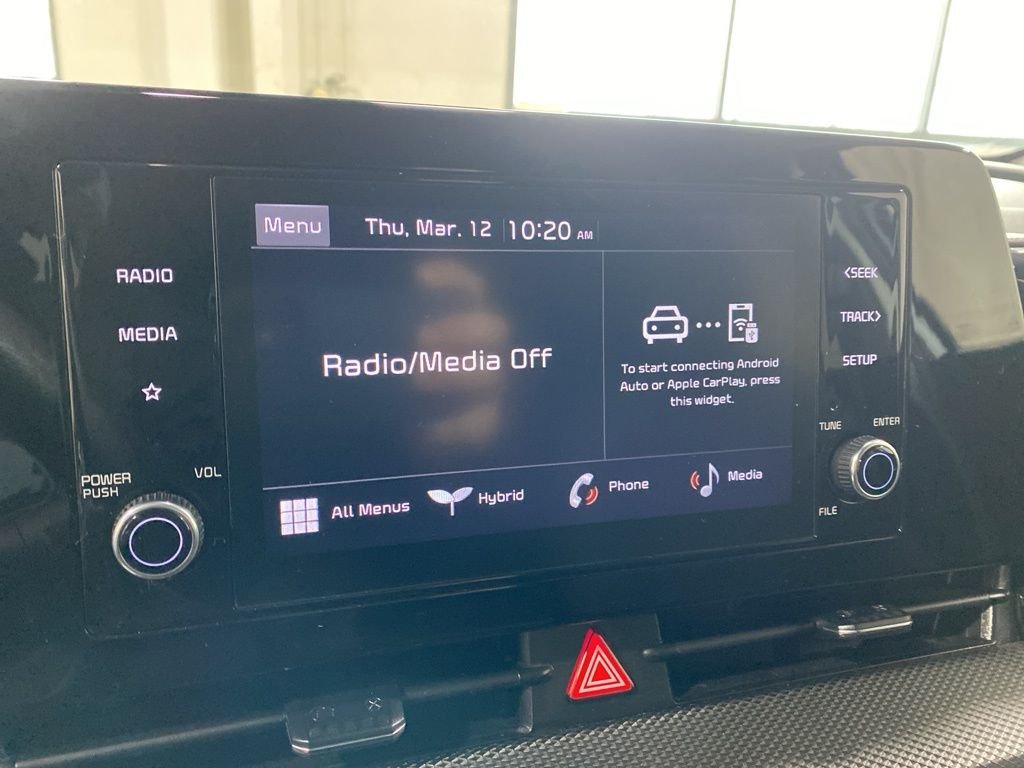 Menu
Thu, Mar. 12
10:20 AM
RADIO
MEDIA
Radio/Media Off
To start connecting Android
Auto or Apple CarPlay, press
this widget.
<SEEK
TRACK>
SETUP
POWER
PUSH
VOL
TUNE
ENTER
FILE
All Menus
Hybrid
Phone
Media